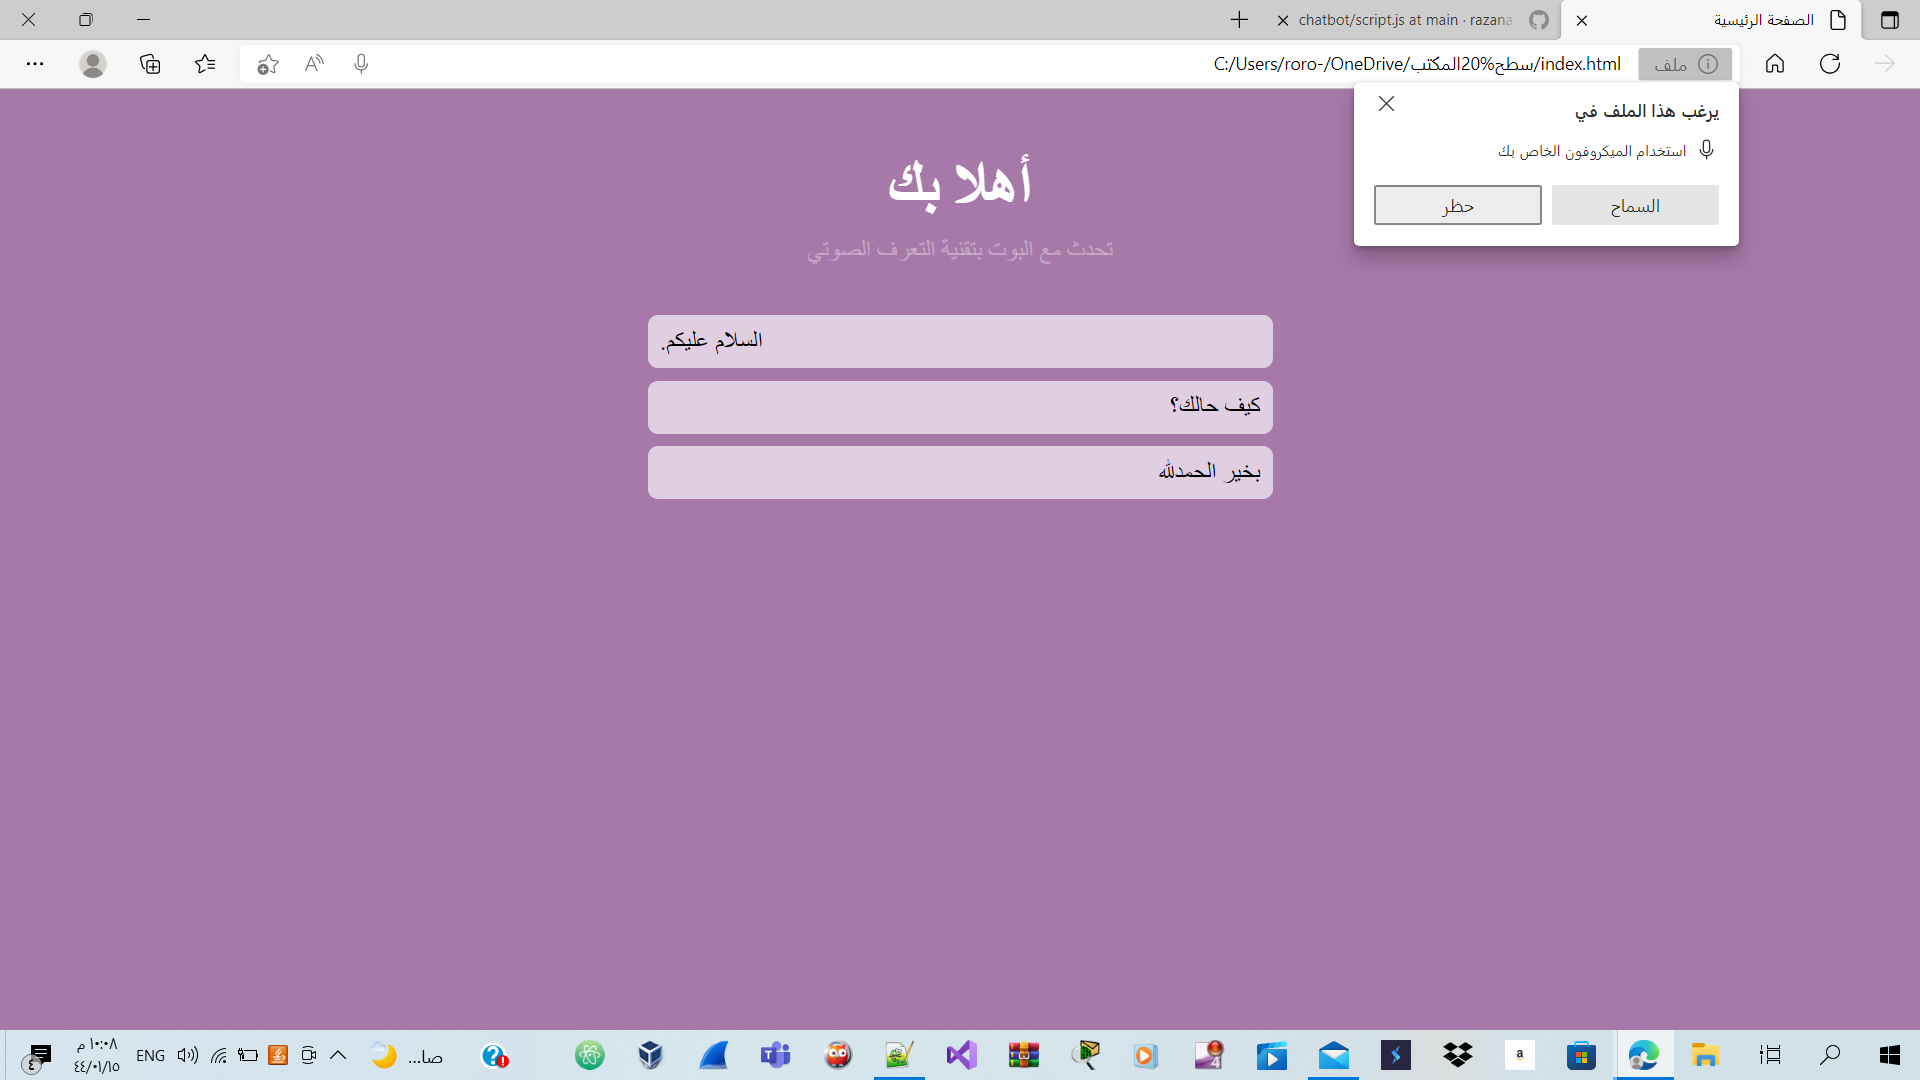 الصفحة الرئيسية
chatbot/script.js at main · razana
ملف
C:/Users/roro-/OneDrive/سطح%20المكتب/index.html
يرغب هذا الملف في
استخدام الميكروفون الخاص بك
السماح
حظر
أهلا بك
تحدث مع البوت بتقنية التعرف الصوتي
السلام عليكم.
كيف حالك؟
بخير الحمدلله
صا...
ENG
١٠:٠٨ م
٤٤/٠١/١٥
٤